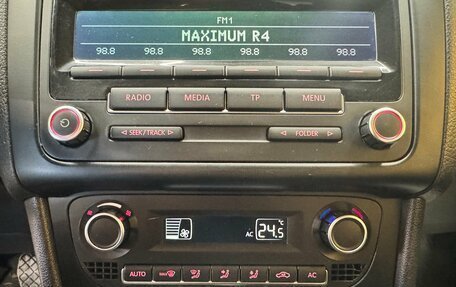 FM1
MAXIMUM R4
98.8 98.8 98.8 98.8 98.8 98.8
RADIO MEDIA TP MENU
SEEK/TRACK FOLDER
°C
AC 24.5
AUTO MAX AC